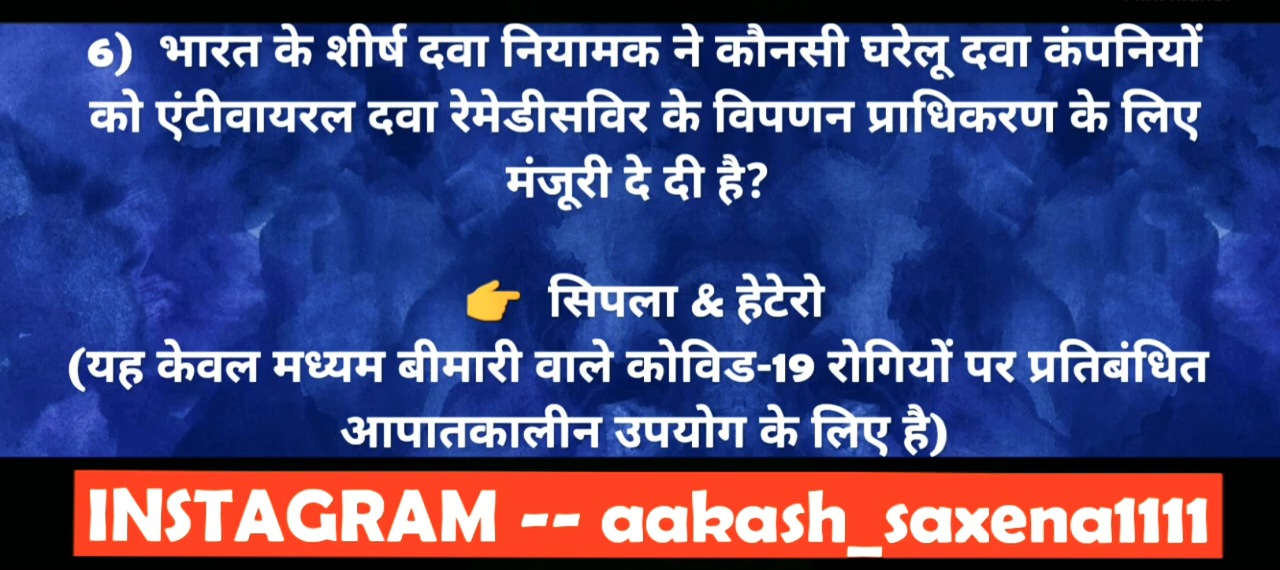 6) भारत के शीर्ष दवा नियामक ने कौनसी घरेलू दवा कंपनियों
को एंटीवायरल दवा रेमेडीसविर के विपणन प्राधिकरण के लिए
मंजूरी दे दी है?
👉 सिपला & हेटेरो
(यह केवल मध्यम बीमारी वाले कोविड-19 रोगियों पर प्रतिबंधित
आपातकालीन उपयोग के लिए है)
INSTAGRAM -- aakash_saxena1111